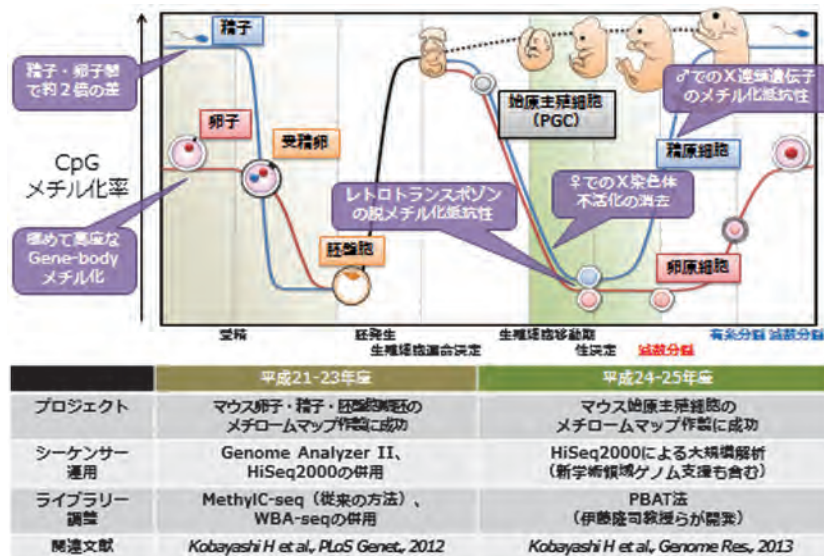 精子
精子・卵子間
で約２倍の差
卵子
受精卵
CpG
メチル化率
極めて高度な
Gene-body
メチル化
胚盤胞
始原生殖細胞
（PGC）
レトロトランスポゾン
の脱メチル化抵抗性
♀でのX染色体
不活化の消去
♂でのX連鎖遺伝子
のメチル化抵抗性
精原細胞
卵原細胞
受精
胚発生
生殖細胞運命決定
生殖細胞移動期
性決定
減数分裂
有糸分裂 減数分裂
平成21-23年度
平成24-25年度
プロジェクト
マウス卵子・精子・胚盤胞期胚の
メチロームマップ作製に成功
マウス始原生殖細胞の
メチロームマップ作製に成功
シーケンサー
運用
Genome Analyzer II、
HiSeq2000の併用
HiSeq2000による大規模解析
（新学術領域ゲノム支援も含む）
ライブラリー
調整
MethylC-seq（従来の方法）、
WBA-seqの併用
PBAT法
（伊藤隆司教授らが開発）
関連文献
Kobayashi H et al., PLoS Genet., 2012
Kobayashi H et al., Genome Res., 2013